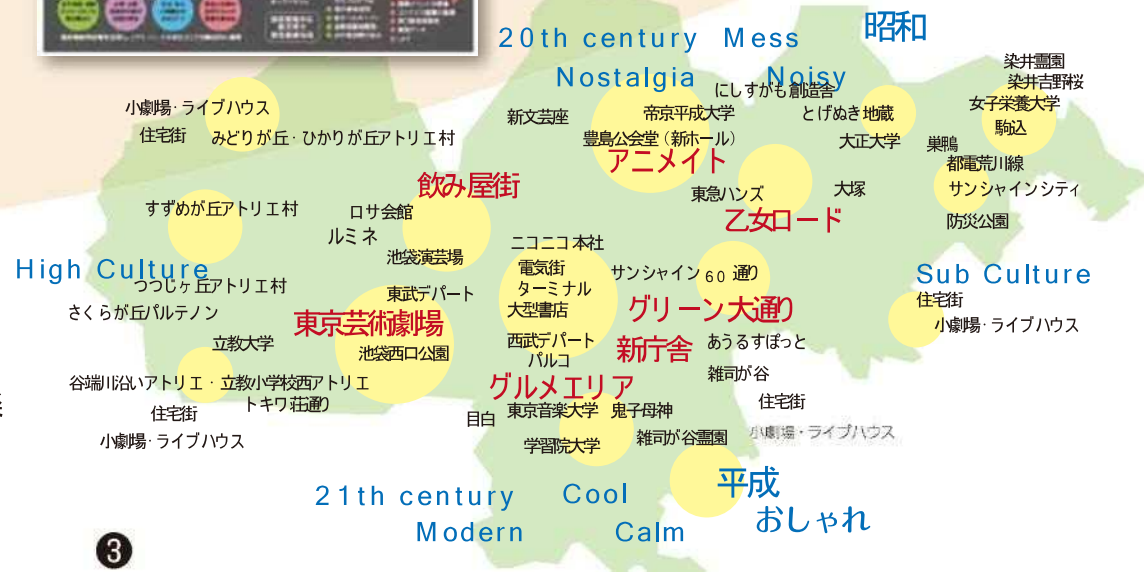 20th century Mess
昭和
Nostalgia Noisy
染井霊園
染井吉野桜
女子栄養大学
駒込
にしすがも創造舎
とげぬき地蔵
大正大学
巣鴨
都電荒川線
サンシャインシティ
防災公園
小劇場・ライブハウス
住宅街
みどりが丘・ひかりが丘アトリエ村
新文芸座
帝京平成大学
豊島公会堂（新ホール）
アニメイト
飲み屋街
東急ハンズ
大塚
乙女ロード
すずめが丘アトリエ村
ロサ会館
ルミネ
池袋演芸場
ニコニコ本社
電気街
ターミナル
大型書店
サンシャイン60通り
High Culture
つつじヶ丘アトリエ村
さくらが丘パルテノン
東武デパート
東京芸術劇場
池袋西口公園
立教大学
グリーン大通り
新庁舎
あうるすぽっと
Sub Culture
住宅街
小劇場・ライブハウス
西武デパート
パルコ
グルメエリア
雑司が谷
谷端川沿いアトリエ・立教小学校西アトリエ
トキワ荘通り
住宅街
小劇場・ライブハウス
目白
東京音楽大学
鬼子母神
学習院大学
雑司が谷霊園
住宅街
小劇場・ライブハウス
21th century Cool
Modern Calm
平成
おしゃれ
3